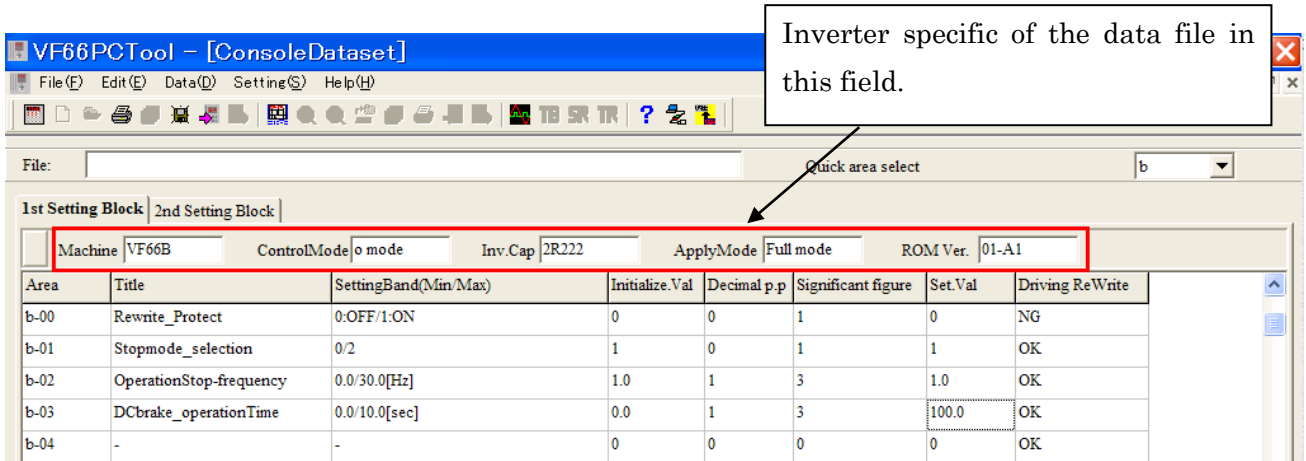 Inverter specific of the data file in
this field.
VF66PCTool - [ConsoleDataset]
File(F) Edit(E) Data(D) Setting(S) Help(H)
TB SR TR ?
File: Quick area select b
1st Setting Block 2nd Setting Block
Machine VF66B ControlMode o mode Inv.Cap 2R222 ApplyMode Full mode ROM Ver. 01-A1
Area Title SettingBand(Min/Max) Initialize.Val Decimal p.p Significant figure Set.Val Driving ReWrite
b-00 Rewrite_Protect 0:OFF/1:ON 0 0 1 0 NG
b-01 Stopmode_selection 0/2 1 0 1 1 OK
b-02 OperationStop-frequency 0.0/30.0[Hz] 1.0 1 3 1.0 OK
b-03 DCbrake_operationTime 0.0/10.0[sec] 0.0 1 3 100.0 OK
b-04 - - 0 0 0 0 OK